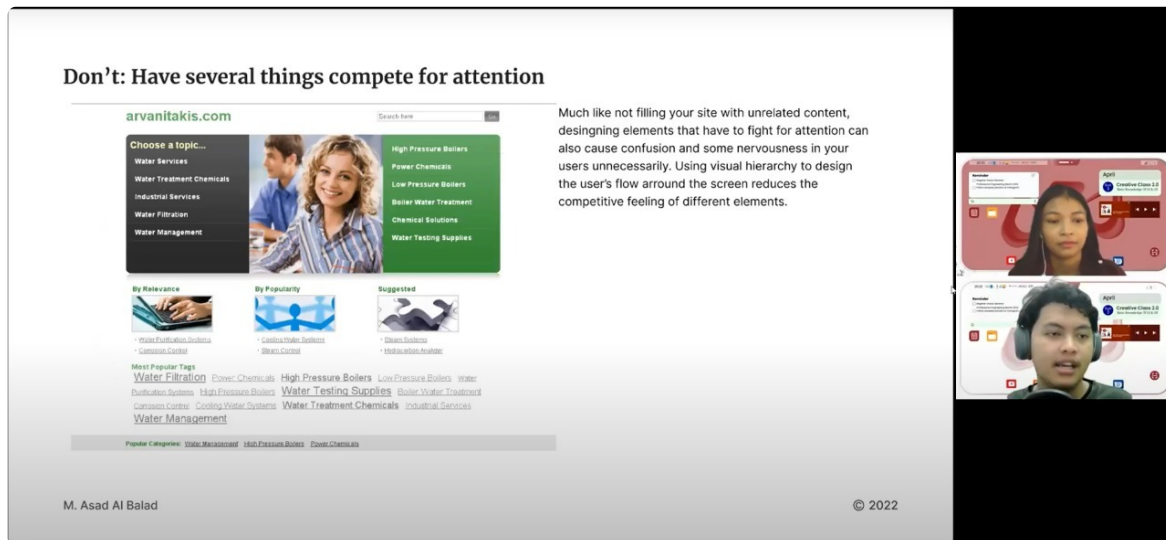 Don't: Have several things compete for attention
arvanitakis.com
Search here
Go
Choose a topic...
Water Services
Water Treatment Chemicals
Industrial Services
Water Filtration
Water Management
High Pressure Boilers
Power Chemicals
Low Pressure Boilers
Boiler Water Treatment
Chemical Solutions
Water Testing Supplies
By Relevance
Water Purification Systems
Corrosion Control
By Popularity
Cooling Water Systems
Steam Control
Suggested
Steam Systems
Hydrocarbon Analyzer
Most Popular Tags
Water Filtration Power Chemicals High Pressure Boilers Low Pressure Boilers Water
Purification Systems High Pressure Boilers Water Testing Supplies Boiler Water Treatment
Corrosion Control Cooling Water Systems Water Treatment Chemicals Industrial Services
Water Management
Popular Categories: Water Management High Pressure Boilers Power Chemicals
Much like not filling your site with unrelated content,
desingning elements that have to fight for attention can
also cause confusion and some nervousness in your
users unnecessarily. Using visual hierarchy to design
the user's flow arround the screen reduces the
competitive feeling of different elements.
M. Asad Al Balad
© 2022
Reminder
April
Creative Class 2.0
Reminder
April
Creative Class 2.0